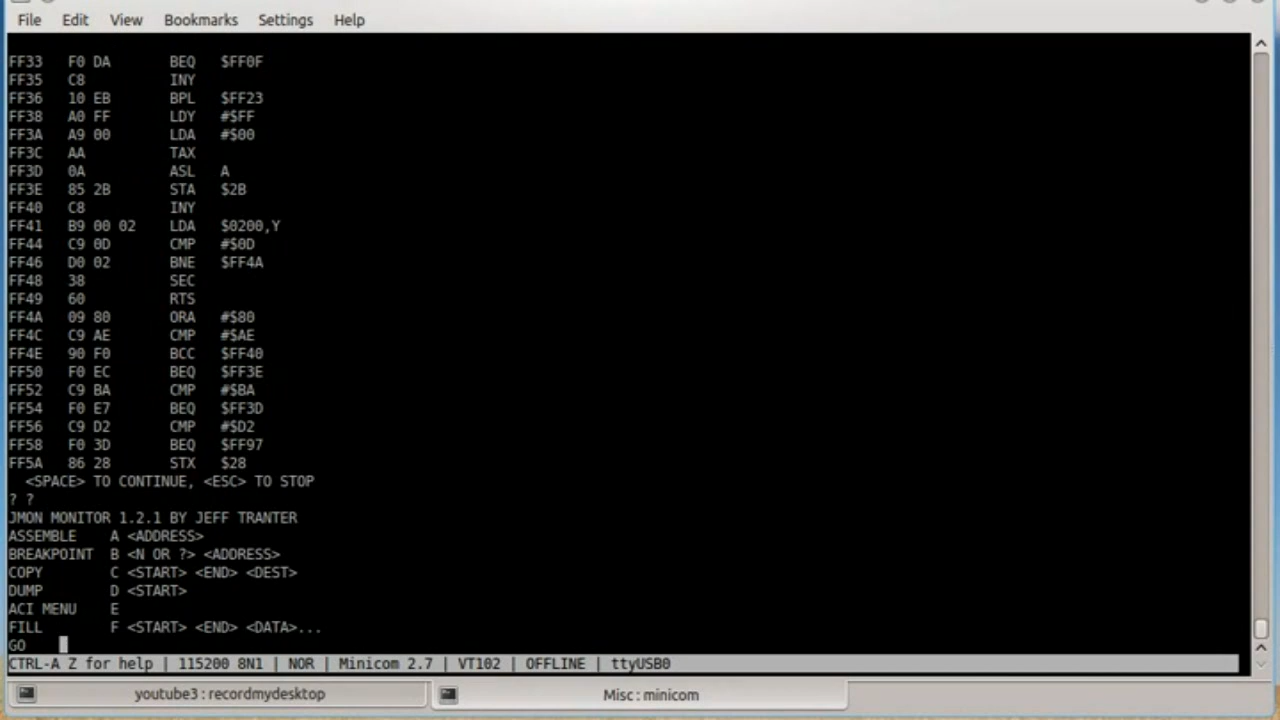 File Edit View Bookmarks Settings Help
FF33 F0 DA BEQ $FF0F
FF35 C8 INY
FF36 10 EB BPL $FF23
FF38 A0 FF LDY #$FF
FF3A A9 00 LDA #$00
FF3C AA TAX
FF3D 0A ASL A
FF3E 85 2B STA $2B
FF40 C8 INY
FF41 B9 00 02 LDA $0200,Y
FF44 C9 0D CMP #$0D
FF46 D0 02 BNE $FF4A
FF48 38 SEC
FF49 60 RTS
FF4A 09 80 ORA #$80
FF4C C9 AE CMP #$AE
FF4E 90 F0 BCC $FF40
FF50 F0 EC BEQ $FF3E
FF52 C9 BA CMP #$BA
FF54 F0 E7 BEQ $FF3D
FF56 C9 D2 CMP #$D2
FF58 F0 3D BEQ $FF97
FF5A 86 28 STX $28
<SPACE> TO CONTINUE, <ESC> TO STOP
? ?
JMON MONITOR 1.2.1 BY JEFF TRANTER
ASSEMBLE A <ADDRESS>
BREAKPOINT B <N OR ?> <ADDRESS>
COPY C <START> <END> <DEST>
DUMP D <START>
ACI MENU E
FILL F <START> <END> <DATA>...
GO
CTRL-A Z for help | 115200 8N1 | NOR | Minicom 2.7 | VT102 | OFFLINE | ttyUSB0
youtube3 : recordmydesktop Misc : minicom